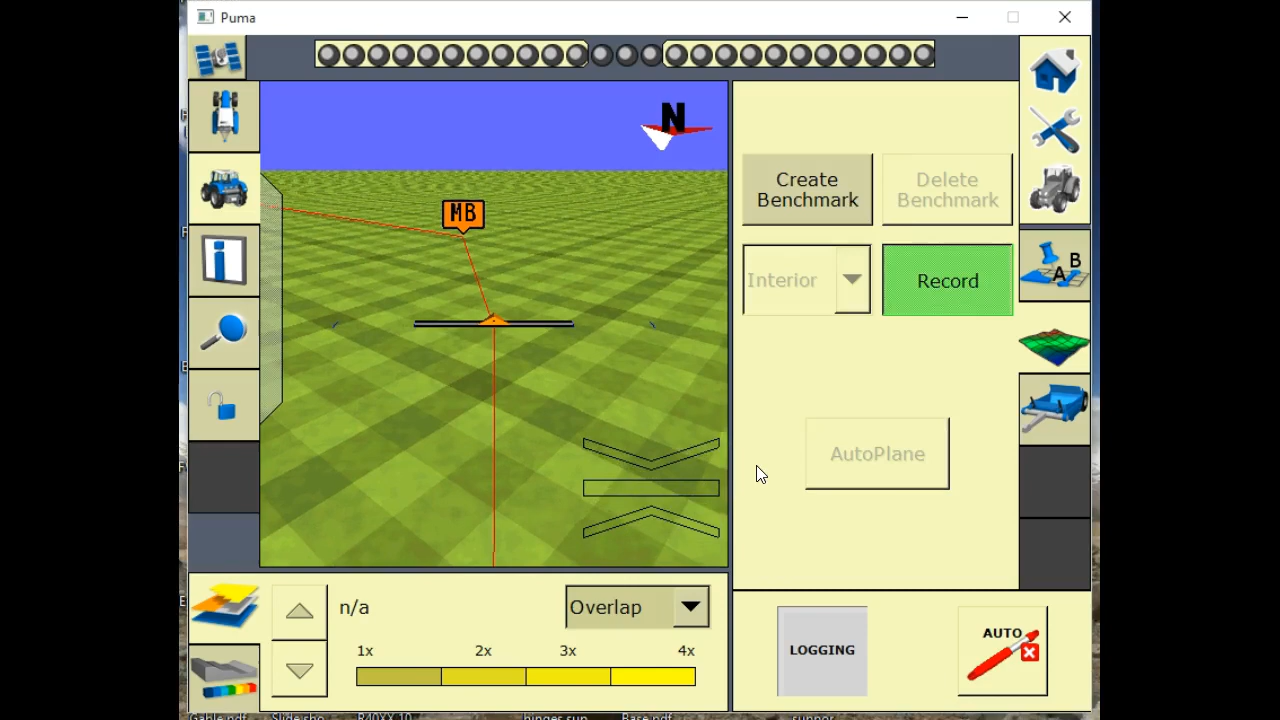 Puma
N
MB
Create
Benchmark
Delete
Benchmark
Interior
Record
A B
AutoPlane
n/a
Overlap
1x 2x 3x 4x
LOGGING
AUTO